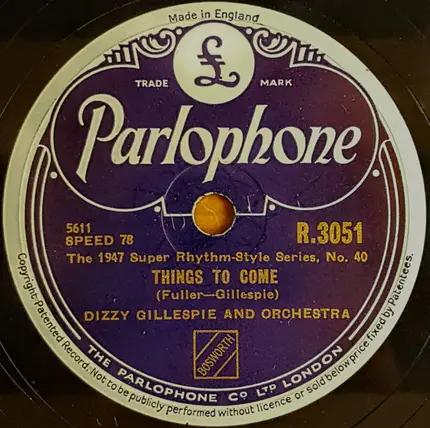 Made in England
£
TRADE MARK
Parlophone
5611
SPEED 78
R.3051
The 1947 Super Rhythm-Style Series, No. 40
THINGS TO COME
(Fuller—Gillespie)
DIZZY GILLESPIE AND ORCHESTRA
BOSWORTH
THE PARLOPHONE CO LTD LONDON
Copyright. Patented Record. Not to be publicly performed without licence or sold below price fixed by Patentees.